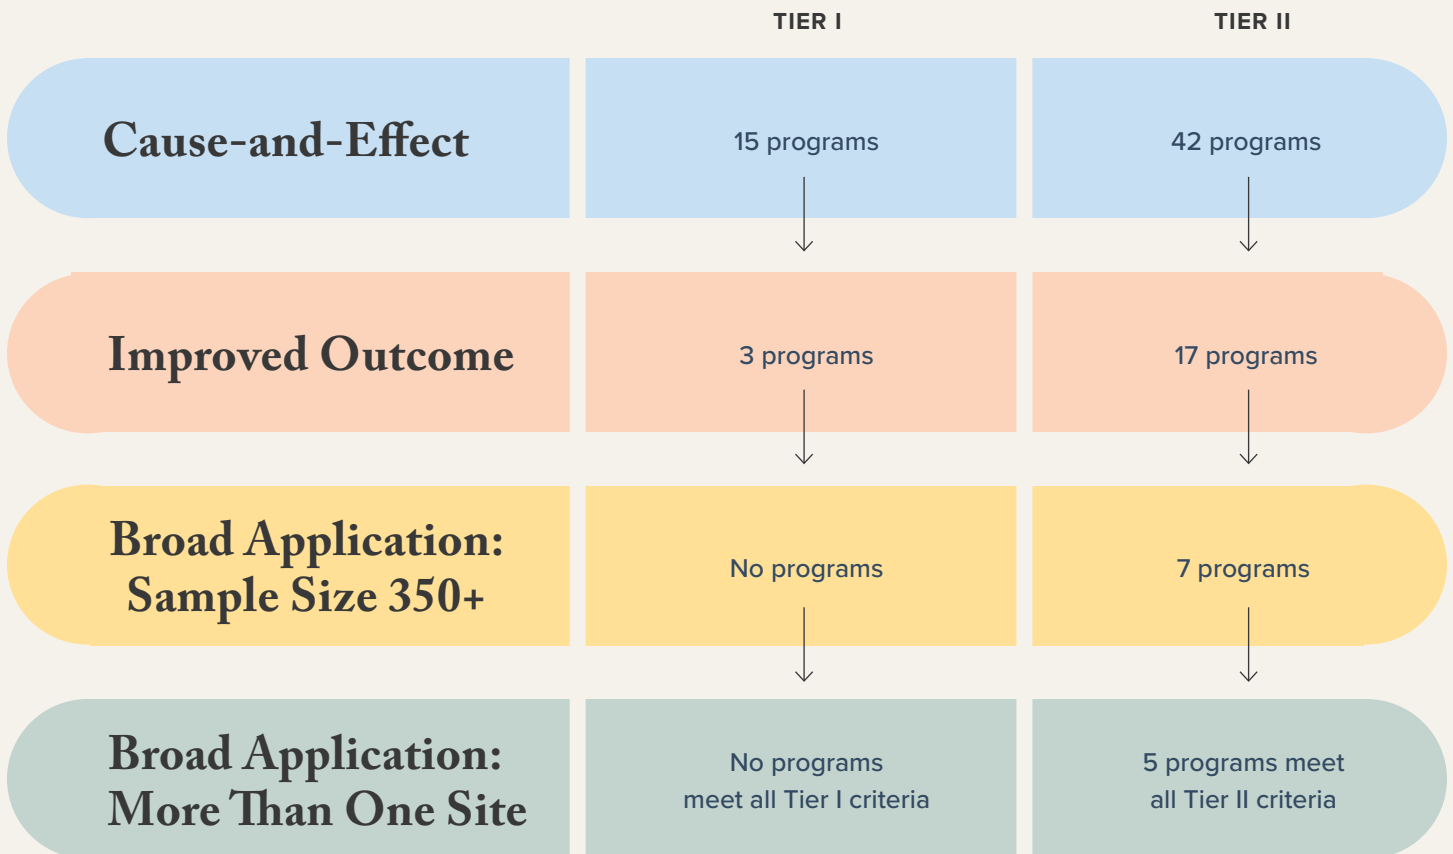 TIER I
TIER II
Cause-and-Effect
15 programs
42 programs
Improved Outcome
3 programs
17 programs
Broad Application:
Sample Size 350+
No programs
7 programs
Broad Application:
More Than One Site
No programs
meet all Tier I criteria
5 programs meet
all Tier II criteria